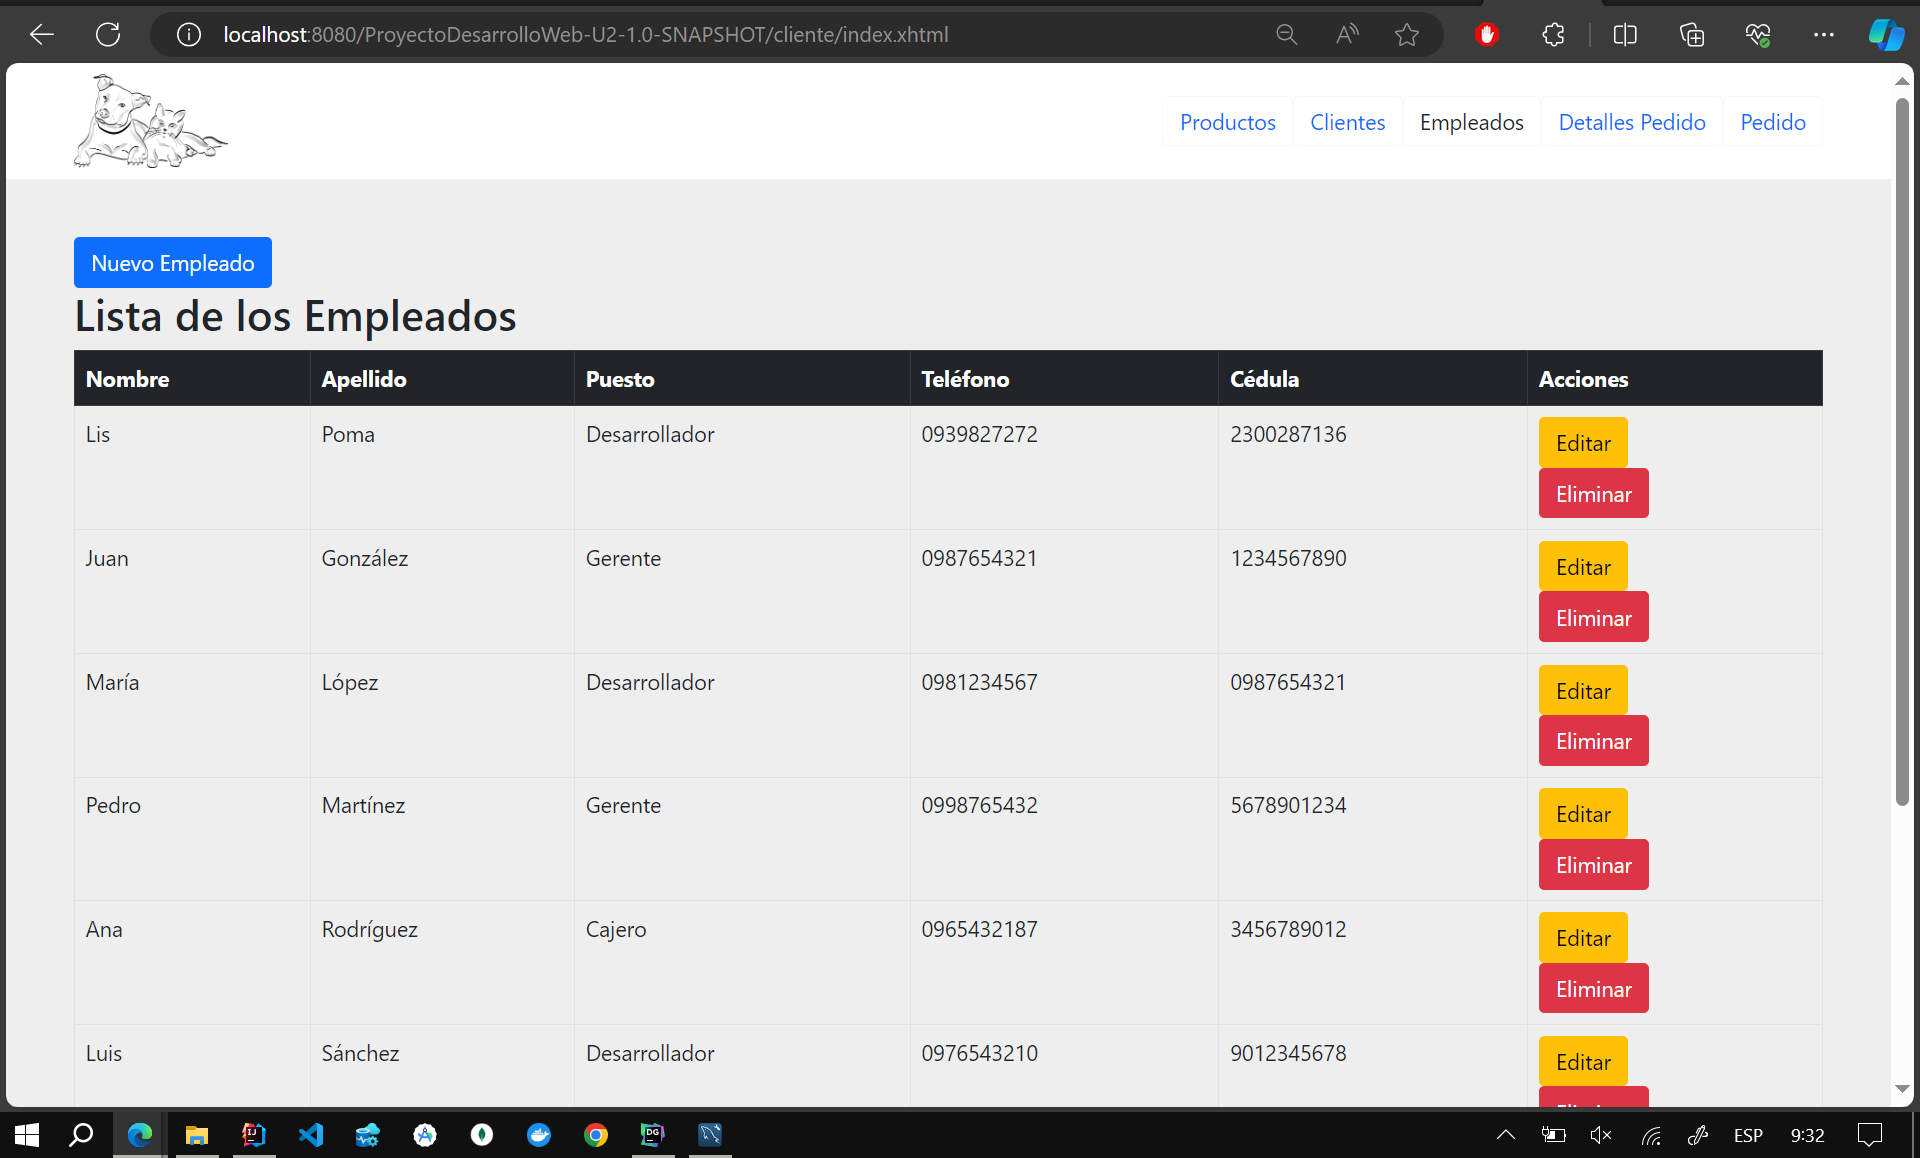 localhost:8080/ProyectoDesarrolloWeb-U2-1.0-SNAPSHOT/cliente/index.xhtml
Productos Clientes Empleados Detalles Pedido Pedido
Nuevo Empleado
Lista de los Empleados
Nombre Apellido Puesto Teléfono Cédula Acciones
Lis Poma Desarrollador 0939827272 2300287136 Editar
Eliminar
Juan González Gerente 0987654321 1234567890 Editar
Eliminar
María López Desarrollador 0981234567 0987654321 Editar
Eliminar
Pedro Martínez Gerente 0998765432 5678901234 Editar
Eliminar
Ana Rodríguez Cajero 0965432187 3456789012 Editar
Eliminar
Luis Sánchez Desarrollador 0976543210 9012345678 Editar
IJ DG ESP 9:32